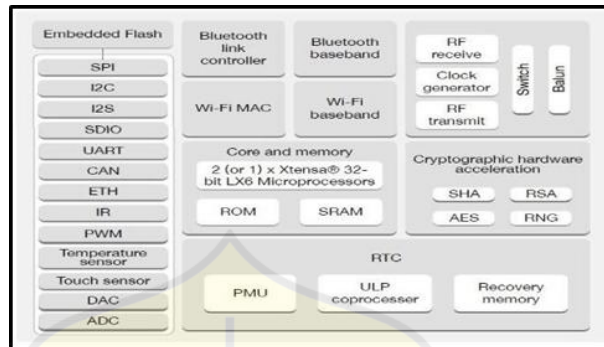 Embedded Flash
SPI
I2C
I2S
SDIO
UART
CAN
ETH
IR
PWM
Temperature
sensor
Touch sensor
DAC
ADC
Bluetooth
link
controller
Bluetooth
baseband
Wi-Fi MAC
Wi-Fi
baseband
RF
receive
Clock
generator
RF
transmit
Switch
Balun
Core and memory
2 (or 1) x Xtensa® 32-
bit LX6 Microprocessors
ROM
SRAM
Cryptographic hardware
acceleration
SHA
RSA
AES
RNG
RTC
PMU
ULP
coprocesser
Recovery
memory